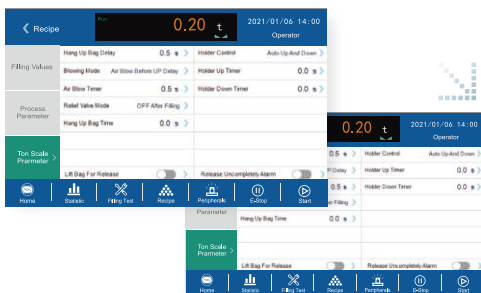 Recipe
Run
0.20 t
2021/01/06 14:00
Operator
Filling Values
Process
Parameter
Ton Scale
Prarmeter
Hang Up Bag Delay 0.5 s
Holder Control Auto Up And Down
Blowing Mode Air Blow Before UP Delay
Holder Up Timer 0.0 s
Air Blow Timer 0.5 s
Holder Down Timer 0.0 s
Relief Valve Mode OFF After Filling
Hang Up Bag Time 0.0 s
Lift Bag For Release
Release Uncompletely Alarm
Home
Statistic
Filling Test
Recipe
Peripherals
E-Stop
Start
0.20 t
2021/01/06 14:00
Operator
0.5 s
Holder Control Auto Up And Down
P Delay
Holder Up Timer 0.0 s
0.5 s
Holder Down Timer 0.0 s
er Filling
Parameter
Hang Up Bag Time 0.0 s
Ton Scale
Prarmeter
Lift Bag For Release
Release Uncompletely Alarm
Home
Statistic
Filling Test
Recipe
Peripherals
E-Stop
Start